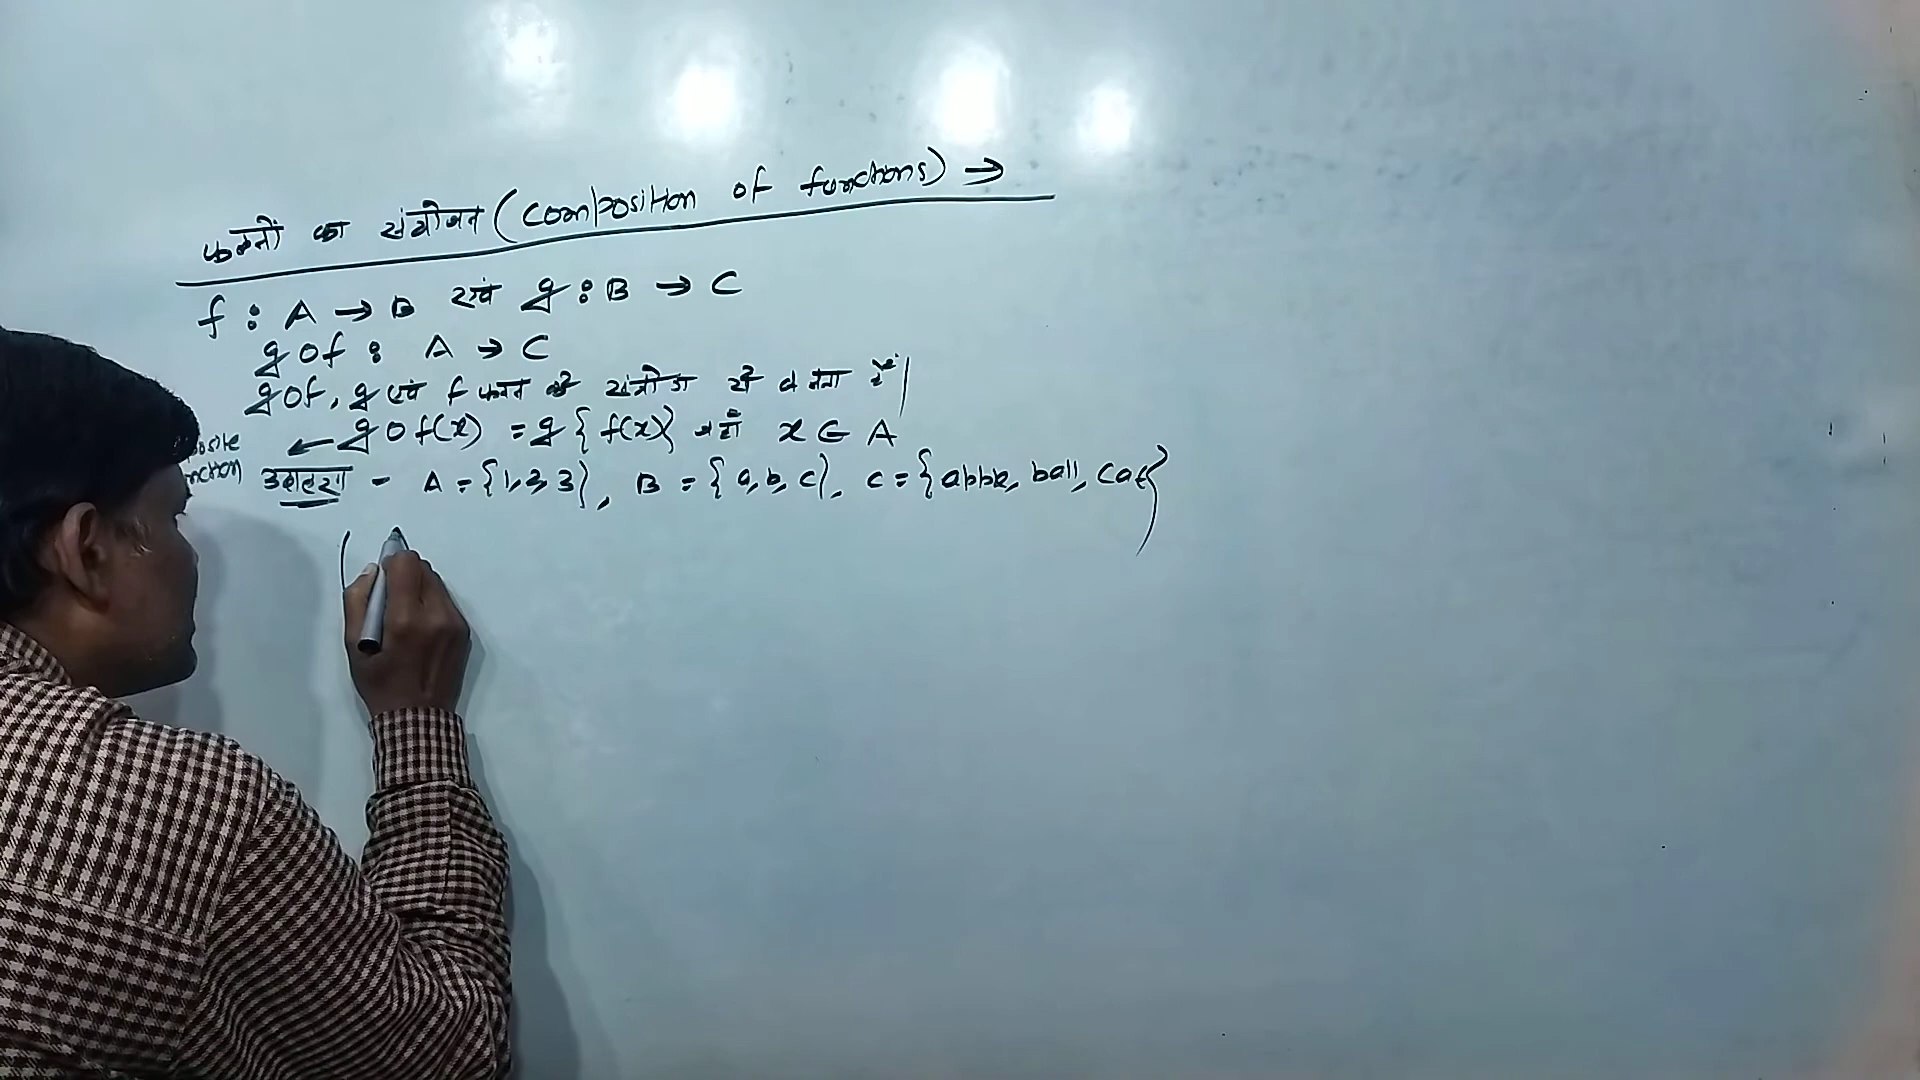 फलनों का संयोजन (Composition of functions) →
f : A → B एवं g : B → C
gof : A → C
gof, g एवं f फलन के संयोजन से बनता है|
gof(x) = g{f(x)} जहाँ x ∈ A
उदाहरण - A = {1, 2, 3}, B = {a, b, c}, C = {apple, ball, cat}